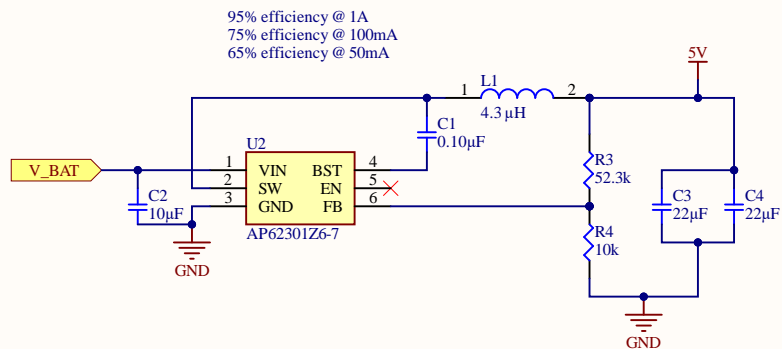 95% efficiency @ 1A
75% efficiency @ 100mA
65% efficiency @ 50mA
5V
1 L1 2
4.3 µH
C1
0.10µF
U2
V_BAT
1 VIN BST 4
2 SW EN 5
3 GND FB 6
AP62301Z6-7
C2
10µF
GND
R3
52.3k
R4
10k
C3
22µF
C4
22µF
GND